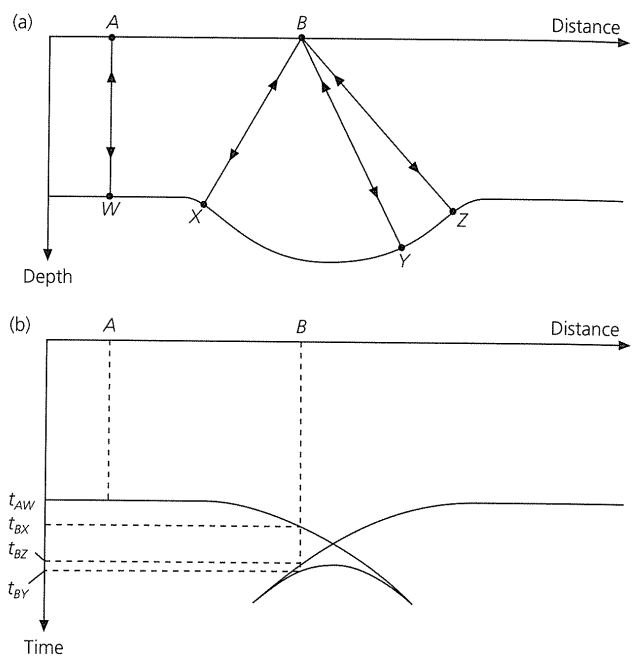 (a) A B Distance
W X Y Z
Depth
(b) A B Distance
t_AW
t_BX
t_BZ
t_BY
Time